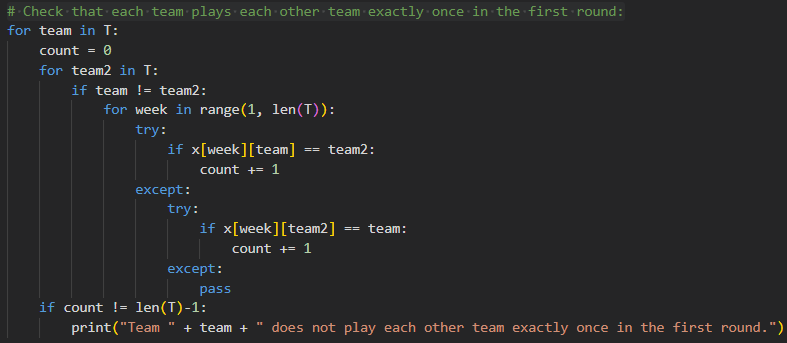 # Check that each team plays each other team exactly once in the first round:
for team in T:
    count = 0
    for team2 in T:
        if team != team2:
            for week in range(1, len(T)):
                try:
                    if x[week][team] == team2:
                        count += 1
                except:
                    try:
                        if x[week][team2] == team:
                            count += 1
                    except:
                        pass
    if count != len(T)-1:
        print("Team " + team + " does not play each other team exactly once in the first round.")